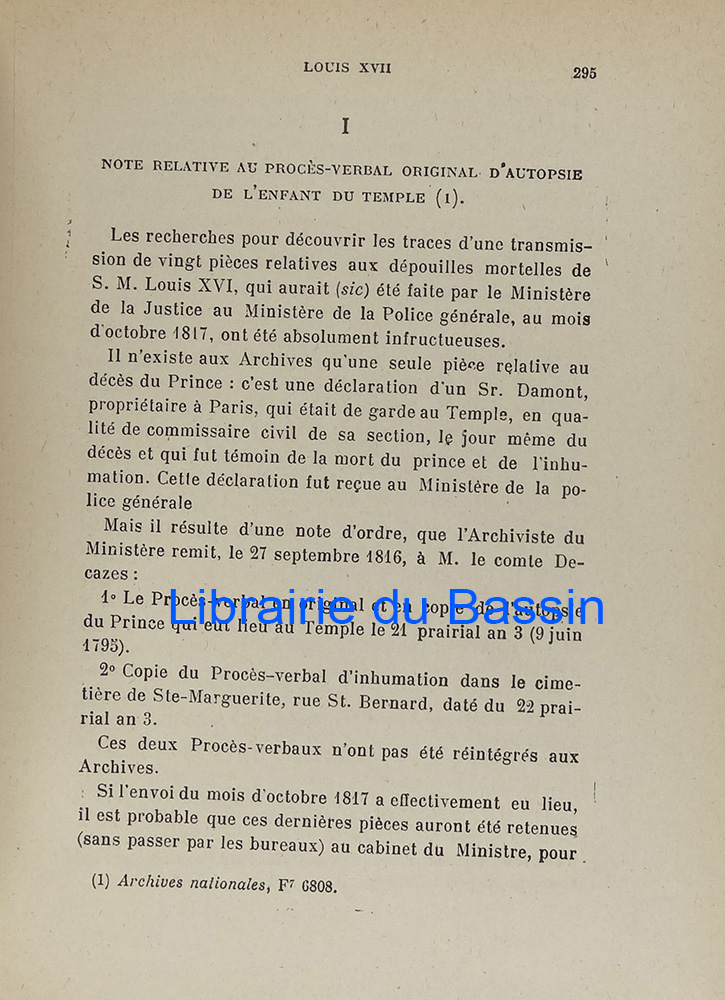 LOUIS XVII
295
I
NOTE RELATIVE AU PROCÈS-VERBAL ORIGINAL D'AUTOPSIE
DE L'ENFANT DU TEMPLE (1).
Les recherches pour découvrir les traces d'une transmis-
sion de vingt pièces relatives aux dépouilles mortelles de
S. M. Louis XVI, qui aurait (sic) été faite par le Ministère
de la Justice au Ministère de la Police générale, au mois
d'octobre 1817, ont été absolument infructueuses.
Il n'existe aux Archives qu'une seule pièce relative au
décès du Prince : c'est une déclaration d'un Sr. Damont,
propriétaire à Paris, qui était de garde au Temple, en qua-
lité de commissaire civil de sa section, le jour même du
décès et qui fut témoin de la mort du prince et de l'inhu-
mation. Cette déclaration fut reçue au Ministère de la po-
lice générale
Mais il résulte d'une note d'ordre, que l'Archiviste du
Ministère remit, le 27 septembre 1816, à M. le comte De-
cazes :
1° Le Procès-verbal en original et en copie de l'autopsie
du Prince qui eut lieu au Temple le 21 prairial an 3 (9 juin
1795).
2° Copie du Procès-verbal d'inhumation dans le cime-
tière de Ste-Marguerite, rue St. Bernard, daté du 22 prai-
rial an 3.
Ces deux Procès-verbaux n'ont pas été réintégrés aux
Archives.
Si l'envoi du mois d'octobre 1817 a effectivement eu lieu,
il est probable que ces dernières pièces auront été retenues
(sans passer par les bureaux) au cabinet du Ministre, pour
(1) Archives nationales, F⁷ 6808.
Librairie du Bassin